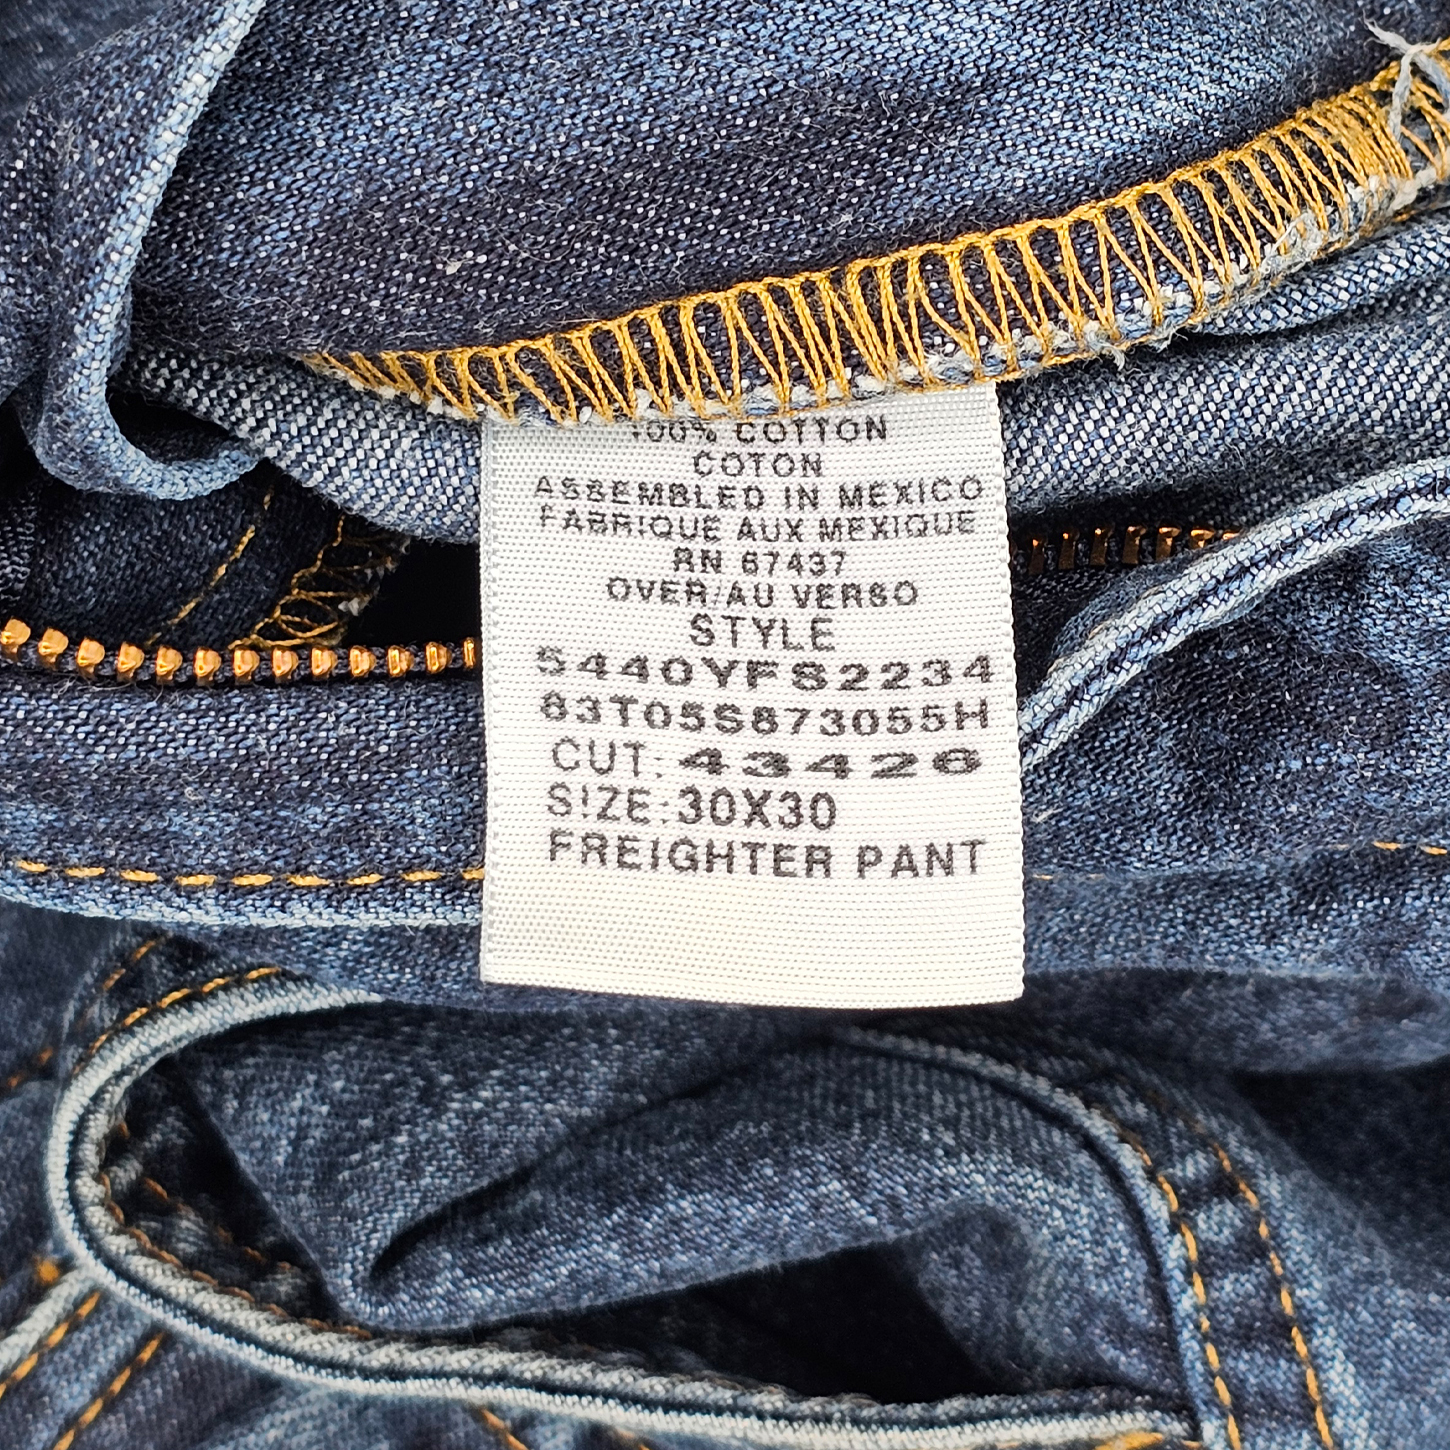 100% COTTON
COTON
ASSEMBLED IN MEXICO
FABRIQUE AUX MEXIQUE
RN 67437
OVER/AU VERSO
STYLE
5440YFS2234
83T05S873055H
CUT: 43426
SIZE:30X30
FREIGHTER PANT